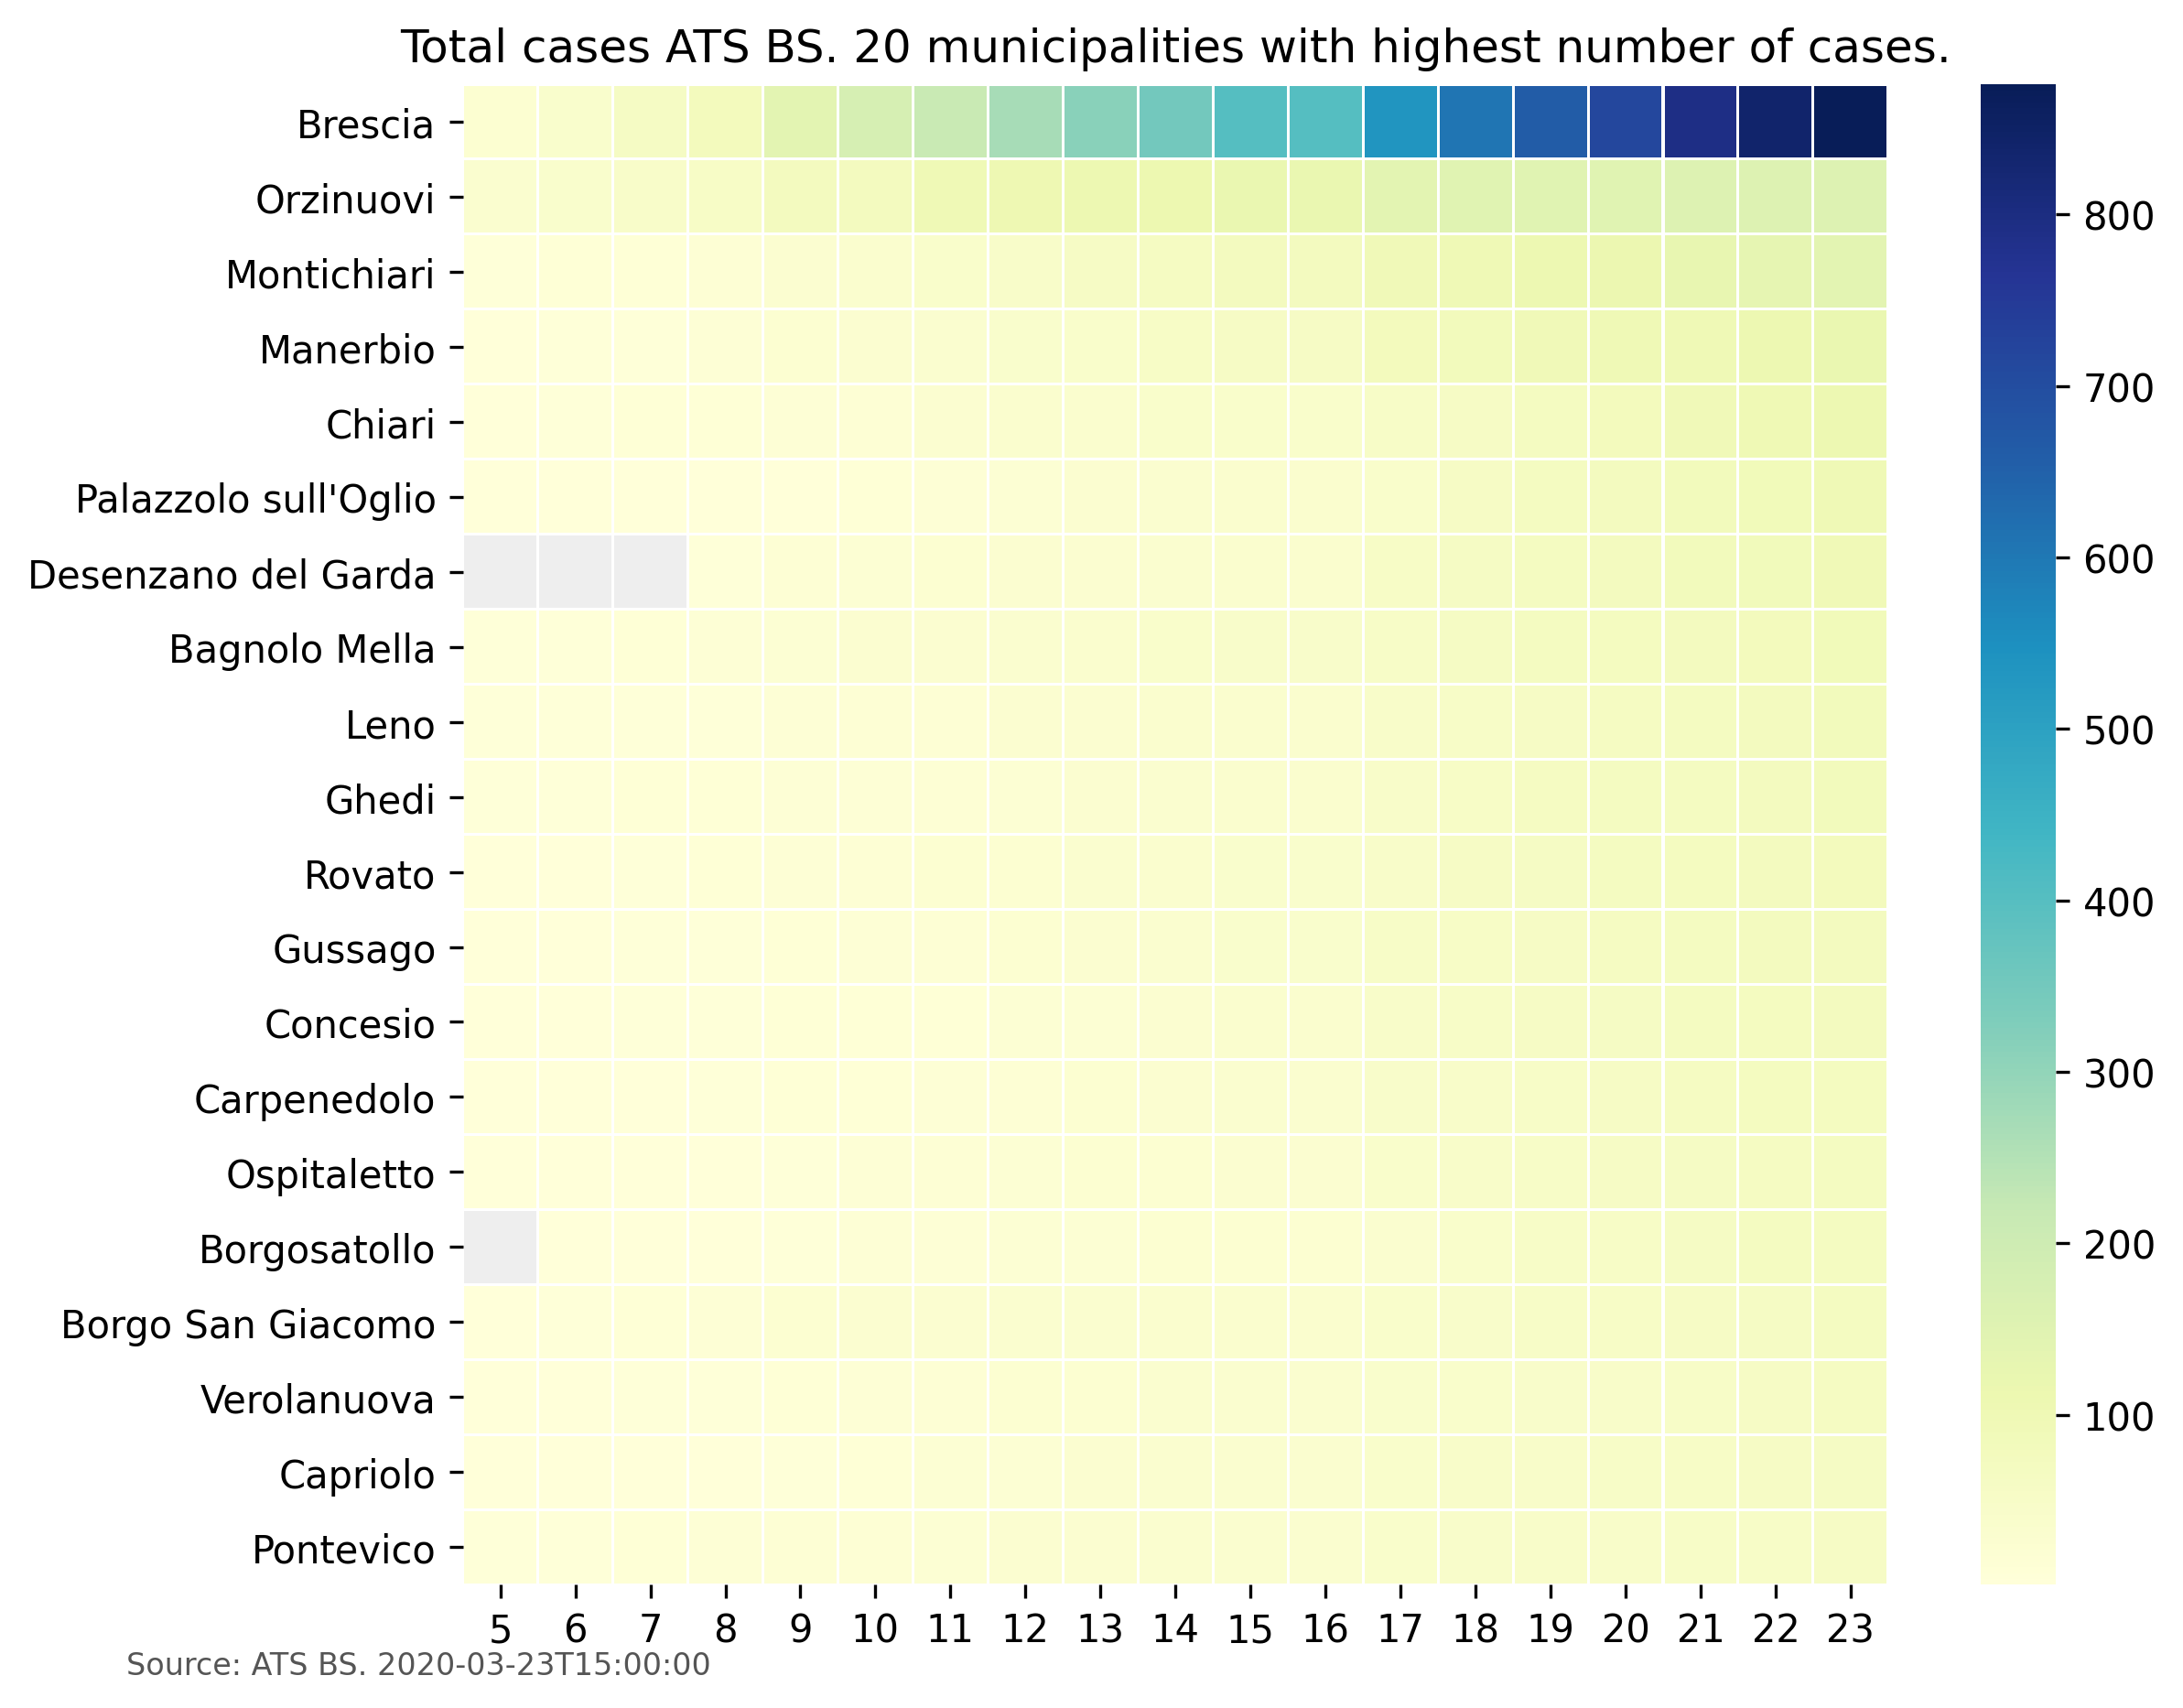 Total cases ATS BS. 20 municipalities with highest number of cases.
Brescia
Orzinuovi
Montichiari
Manerbio
Chiari
Palazzolo sull'Oglio
Desenzano del Garda
Bagnolo Mella
Leno
Ghedi
Rovato
Gussago
Concesio
Carpenedolo
Ospitaletto
Borgosatollo
Borgo San Giacomo
Verolanuova
Capriolo
Pontevico
5 6 7 8 9 10 11 12 13 14 15 16 17 18 19 20 21 22 23
800
700
600
500
400
300
200
100
Source: ATS BS. 2020-03-23T15:00:00